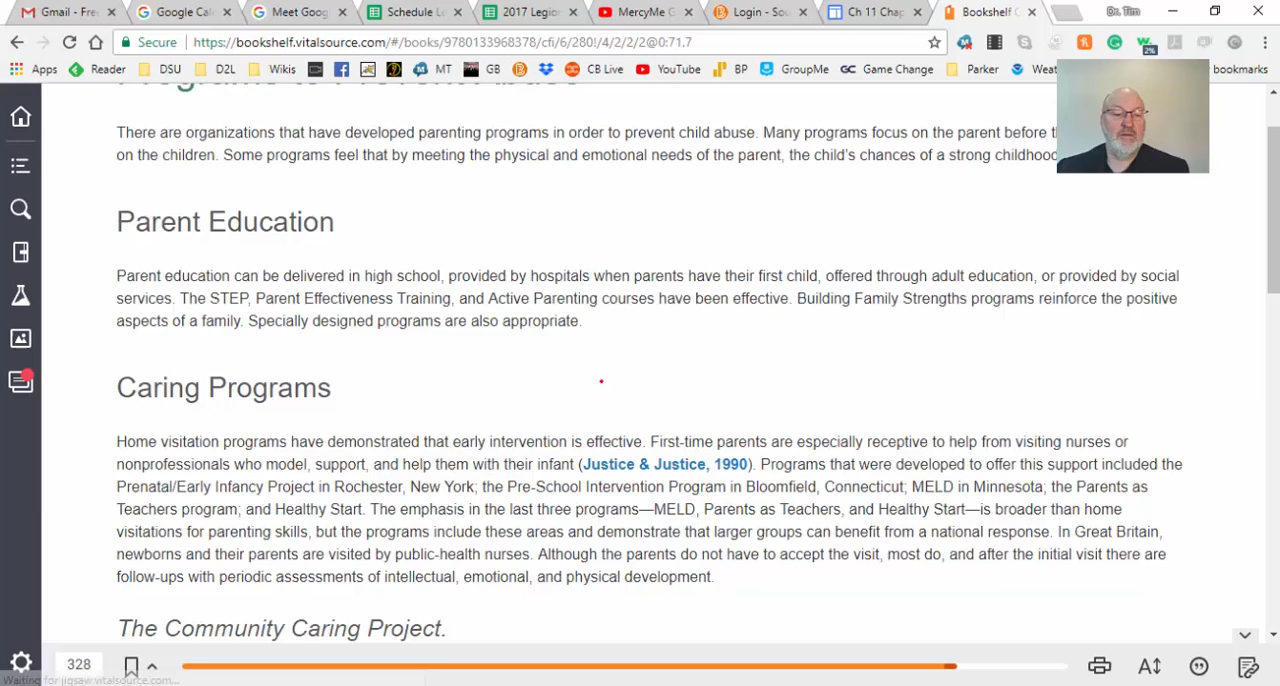 Gmail - Fre
Google Cal
Meet Goog
Schedule L
2017 Legion
MercyMe
Login - Sou
Ch 11 Chap
Bookshelf
Dr. Tim
Secure
https://bookshelf.vitalsource.com/#/books/9780133968378/cfi/6/280!/4/2/2/2@0:71.7
2%
Apps
Reader
DSU
D2L
Wikis
MT
GB
CB Live
YouTube
BP
GroupMe
GC
Game Change
Parker
Weat
bookmarks
Programs to Prevent Abuse
There are organizations that have developed parenting programs in order to prevent child abuse. Many programs focus on the parent before
on the children. Some programs feel that by meeting the physical and emotional needs of the parent, the child's chances of a strong childhood
Parent Education
Parent education can be delivered in high school, provided by hospitals when parents have their first child, offered through adult education, or provided by social
services. The STEP, Parent Effectiveness Training, and Active Parenting courses have been effective. Building Family Strengths programs reinforce the positive
aspects of a family. Specially designed programs are also appropriate.
Caring Programs
Home visitation programs have demonstrated that early intervention is effective. First-time parents are especially receptive to help from visiting nurses or
nonprofessionals who model, support, and help them with their infant (Justice & Justice, 1990). Programs that were developed to offer this support included the
Prenatal/Early Infancy Project in Rochester, New York; the Pre-School Intervention Program in Bloomfield, Connecticut; MELD in Minnesota; the Parents as
Teachers program; and Healthy Start. The emphasis in the last three programs—MELD, Parents as Teachers, and Healthy Start—is broader than home
visitations for parenting skills, but the programs include these areas and demonstrate that larger groups can benefit from a national response. In Great Britain,
newborns and their parents are visited by public-health nurses. Although the parents do not have to accept the visit, most do, and after the initial visit there are
follow-ups with periodic assessments of intellectual, emotional, and physical development.
The Community Caring Project.
328
Waiting for jigsaw.vitalsource.com...